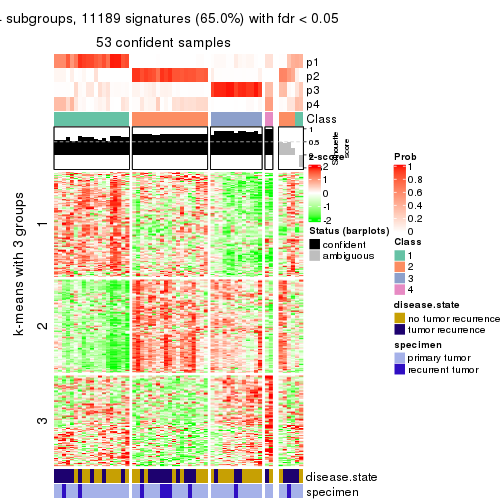 subgroups, 11189 signatures (65.0%) with fdr < 0.05
53 confident samples
p1
p2
p3
p4
Class
1
0.5
0
Silhouette
score
z-score
2
1
0
-1
-2
Status (barplots)
confident
ambiguous
Prob
1
0.8
0.6
0.4
0.2
0
Class
1
2
3
4
disease.state
no tumor recurrence
tumor recurrence
specimen
primary tumor
recurrent tumor
k-means with 3 groups
1
2
3
disease.state
specimen